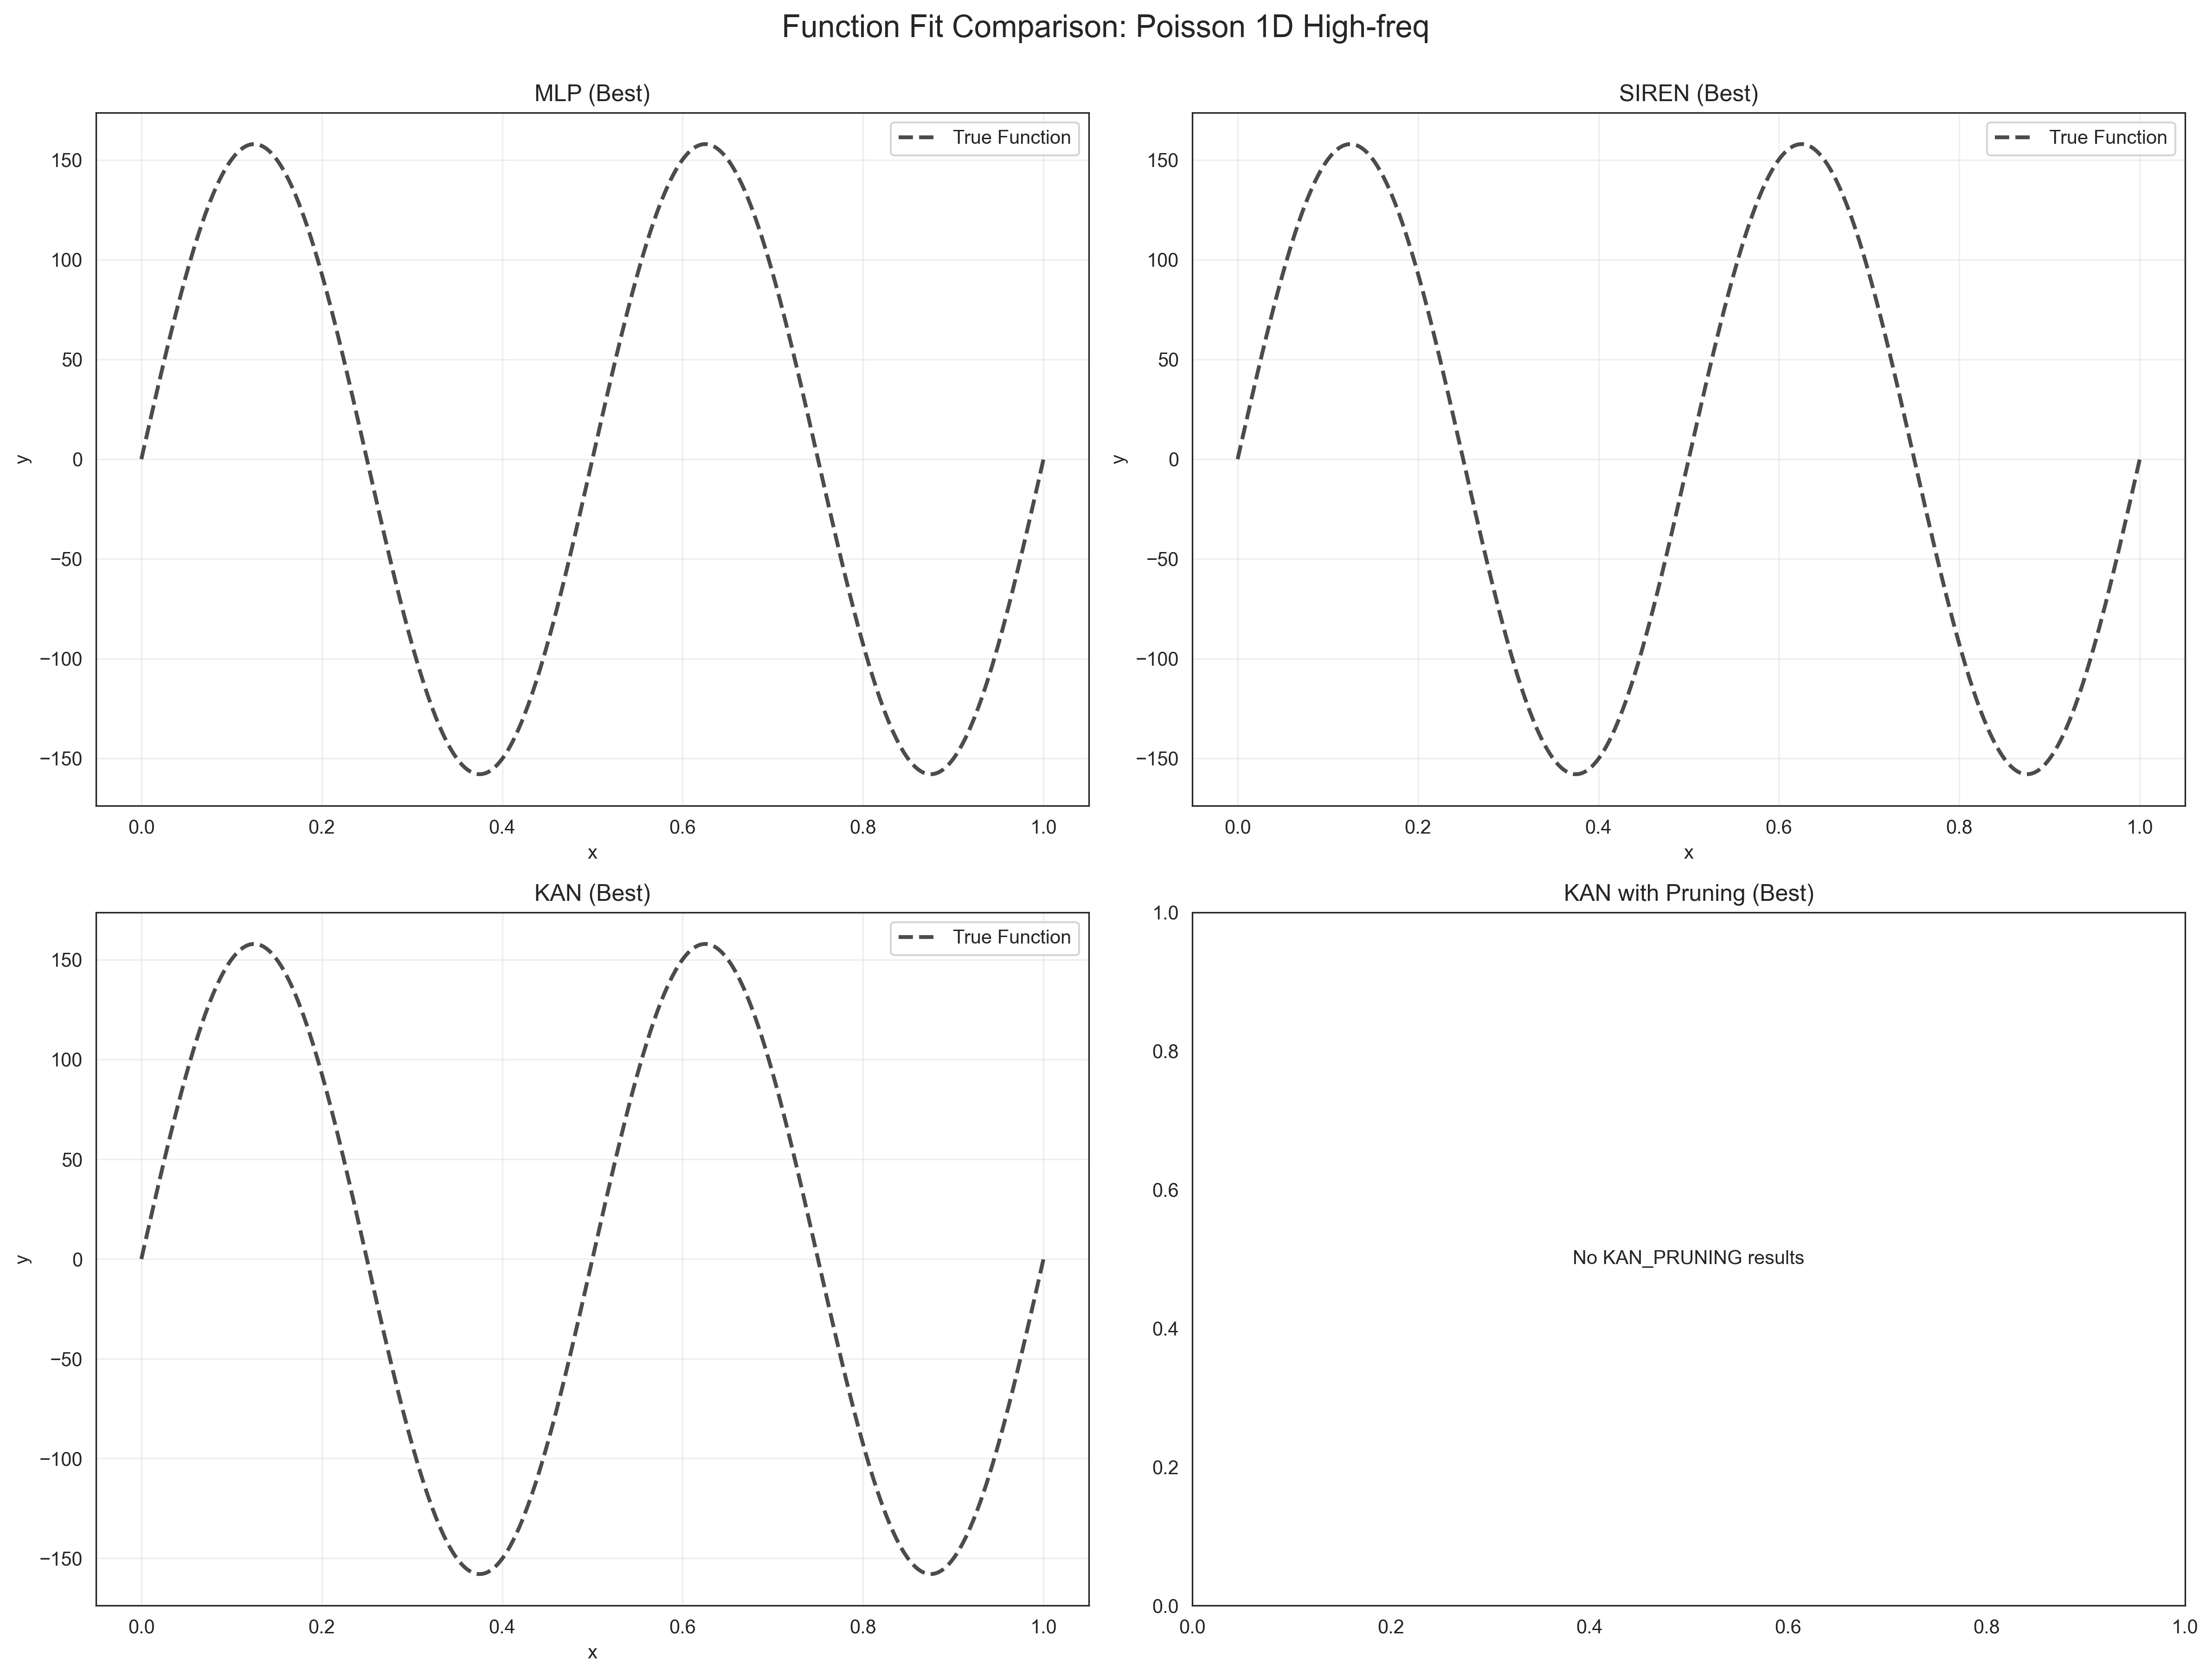 Function Fit Comparison: Poisson 1D High-freq
MLP (Best)
True Function
150
100
50
0
−50
−100
−150
y
0.0 0.2 0.4 0.6 0.8 1.0
x
SIREN (Best)
True Function
150
100
50
0
−50
−100
−150
y
0.0 0.2 0.4 0.6 0.8 1.0
x
KAN (Best)
True Function
150
100
50
0
−50
−100
−150
y
0.0 0.2 0.4 0.6 0.8 1.0
x
KAN with Pruning (Best)
1.0
0.8
0.6
0.4
0.2
0.0
No KAN_PRUNING results
0.0 0.2 0.4 0.6 0.8 1.0